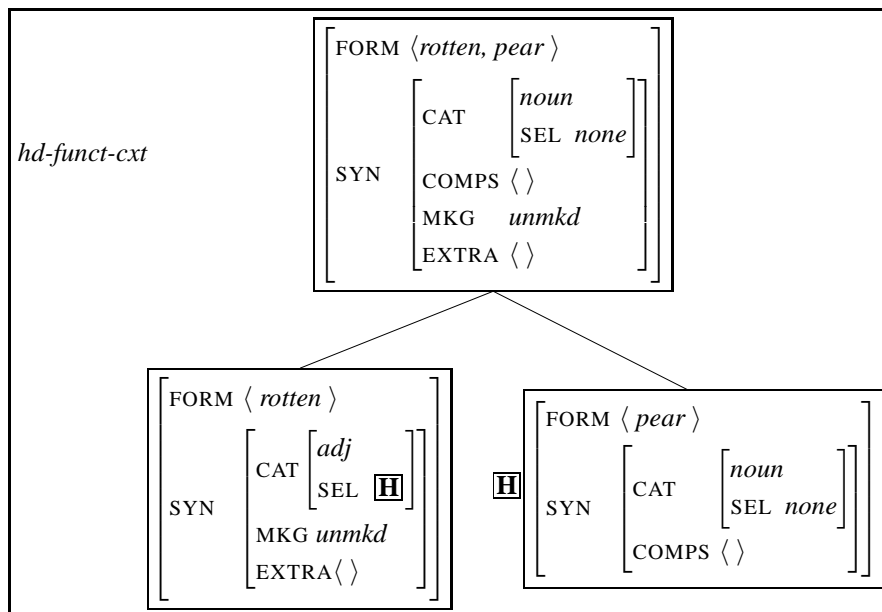 FORM ⟨rotten, pear ⟩
CAT [noun
SEL none]
hd-funct-cxt
SYN
COMPS ⟨ ⟩
MKG unmkd
EXTRA ⟨ ⟩
FORM ⟨ rotten ⟩
CAT [adj
SEL H]
SYN
MKG unmkd
EXTRA⟨ ⟩
H
FORM ⟨ pear ⟩
CAT [noun
SEL none]
SYN
COMPS ⟨ ⟩